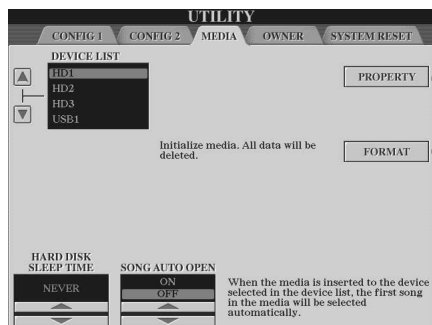 UTILITY
CONFIG 1 CONFIG 2 MEDIA OWNER SYSTEM RESET
DEVICE LIST
HD1
HD2
HD3
USB1
PROPERTY
Initialize media. All data will be
deleted.
FORMAT
HARD DISK
SLEEP TIME
NEVER
SONG AUTO OPEN
ON
OFF
When the media is inserted to the device
selected in the device list, the first song
in the media will be selected
automatically.